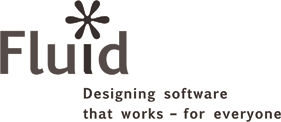 Fluid
Designing software
that works – for everyone